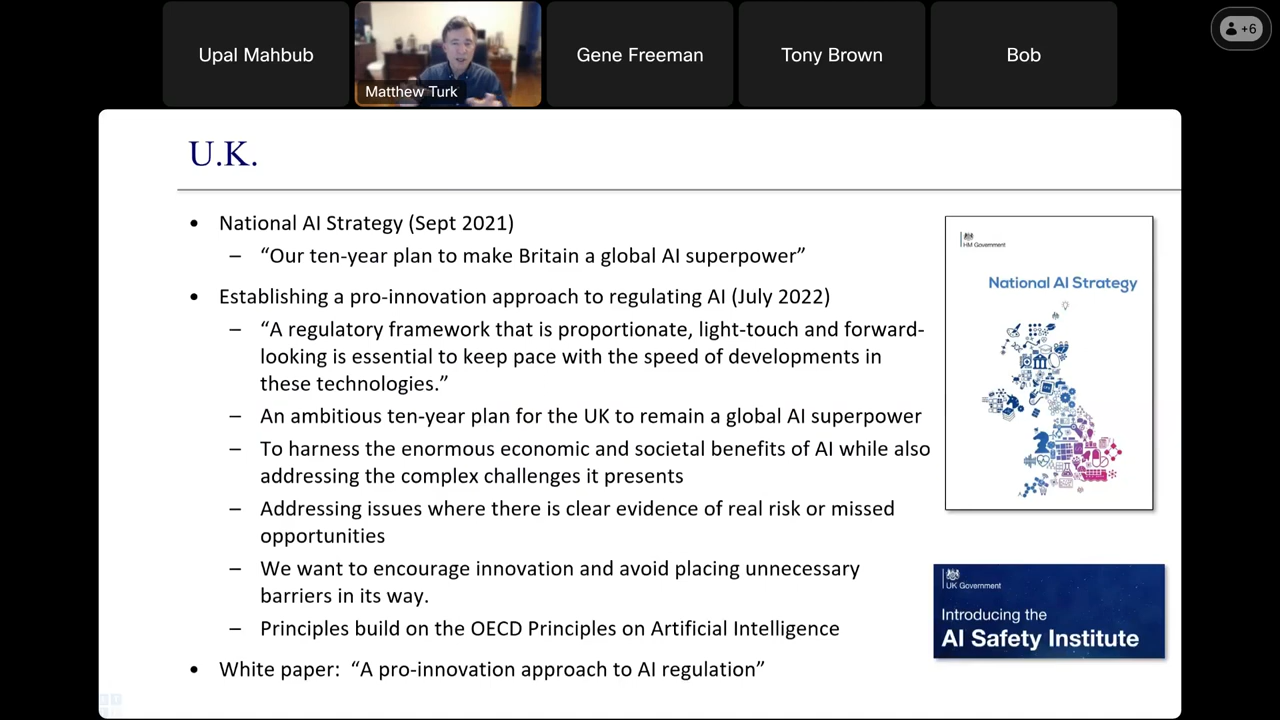 Upal Mahbub
Matthew Turk
Gene Freeman
Tony Brown
Bob
+6
U.K.
• National AI Strategy (Sept 2021)
– “Our ten-year plan to make Britain a global AI superpower”
• Establishing a pro-innovation approach to regulating AI (July 2022)
– “A regulatory framework that is proportionate, light-touch and forward-
looking is essential to keep pace with the speed of developments in
these technologies.”
– An ambitious ten-year plan for the UK to remain a global AI superpower
– To harness the enormous economic and societal benefits of AI while also
addressing the complex challenges it presents
– Addressing issues where there is clear evidence of real risk or missed
opportunities
– We want to encourage innovation and avoid placing unnecessary
barriers in its way.
– Principles build on the OECD Principles on Artificial Intelligence
• White paper:  “A pro-innovation approach to AI regulation”
HM Government
National AI Strategy
UK Government
Introducing the
AI Safety Institute